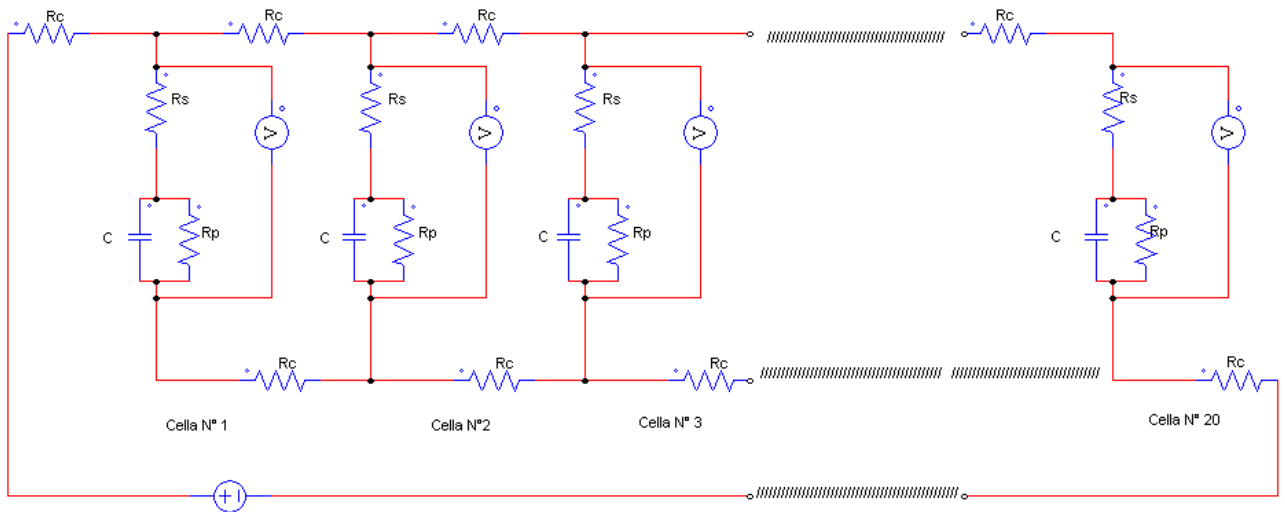 Rc Rc Rc Rc
Rs V Rs V Rs V Rs V
C Rp C Rp C Rp C Rp
Rc Rc Rc Rc
Cella N° 1 Cella N°2 Cella N° 3 Cella N° 20